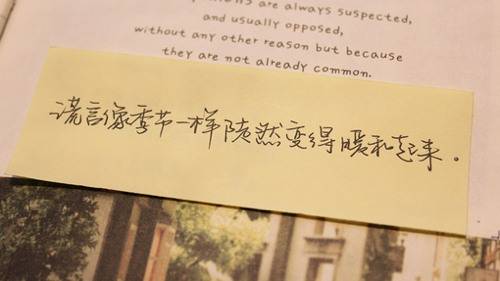 are always suspected,
and usually opposed,
without any other reason but because
they are not already common.
谎言像季节一样陡然变得暖和起来。